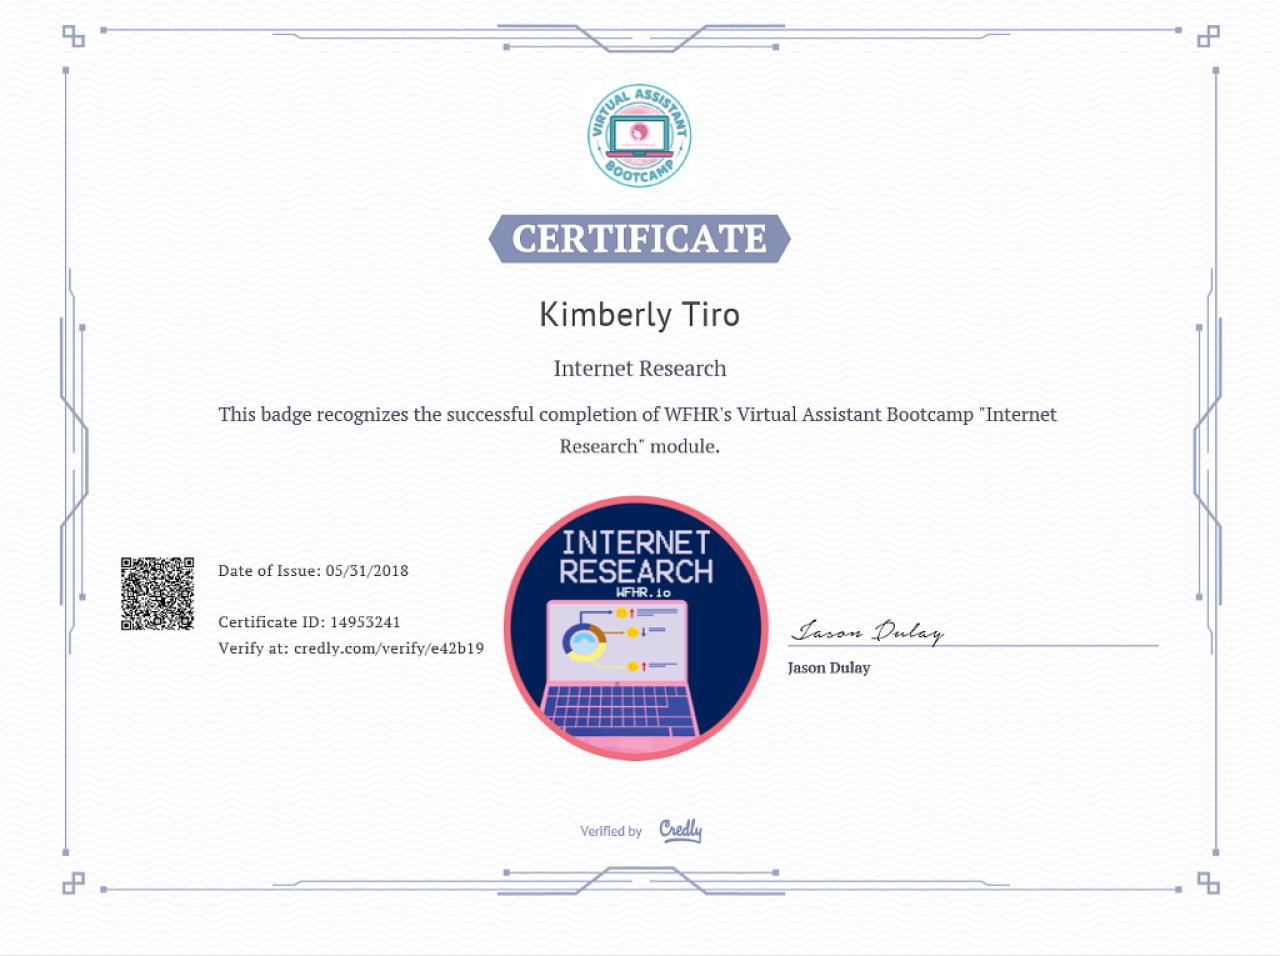 VIRTUAL ASSISTANT
BOOTCAMP
CERTIFICATE
Kimberly Tiro
Internet Research
This badge recognizes the successful completion of WFHR's Virtual Assistant Bootcamp "Internet
Research" module.
INTERNET
RESEARCH
WFHR.io
Date of Issue: 05/31/2018
Certificate ID: 14953241
Verify at: credly.com/verify/e42b19
Jason Dulay
Jason Dulay
Verified by Credly